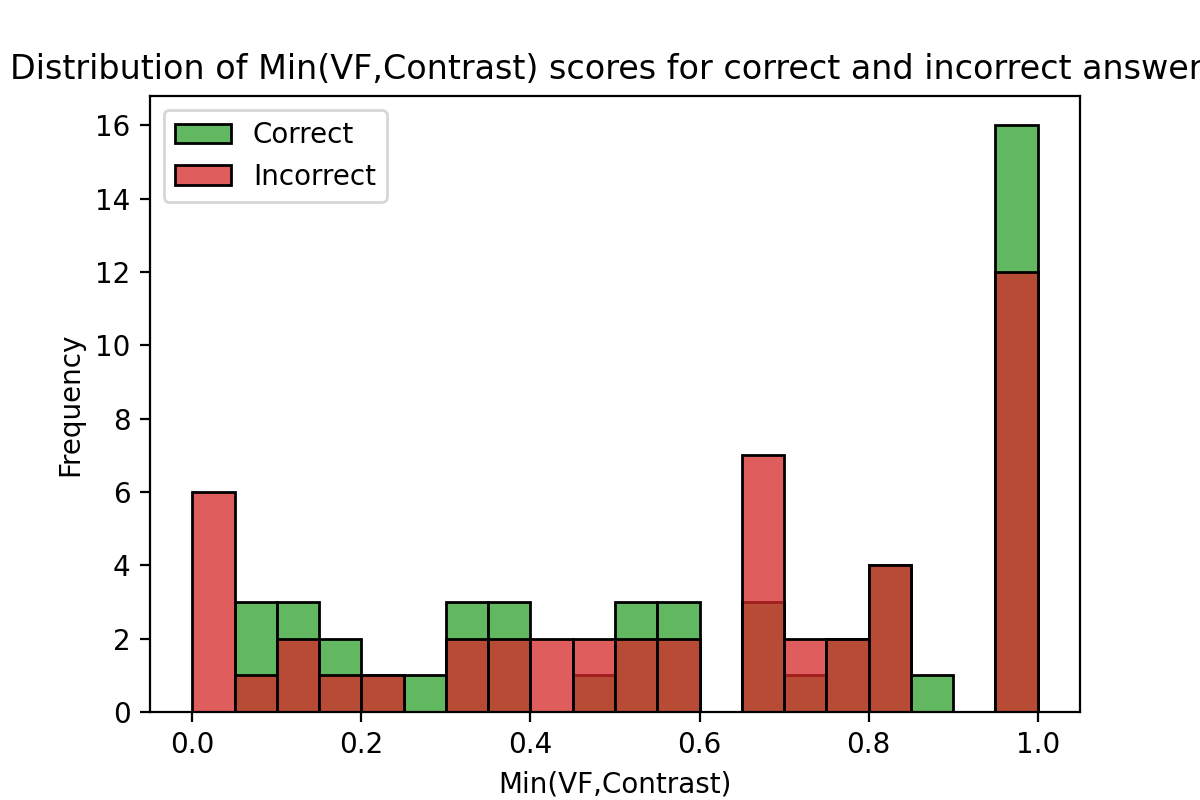 Distribution of Min(VF,Contrast) scores for correct and incorrect answer
Correct
Incorrect
16
14
12
10
8
6
4
2
0
Frequency
0.0 0.2 0.4 0.6 0.8 1.0
Min(VF,Contrast)